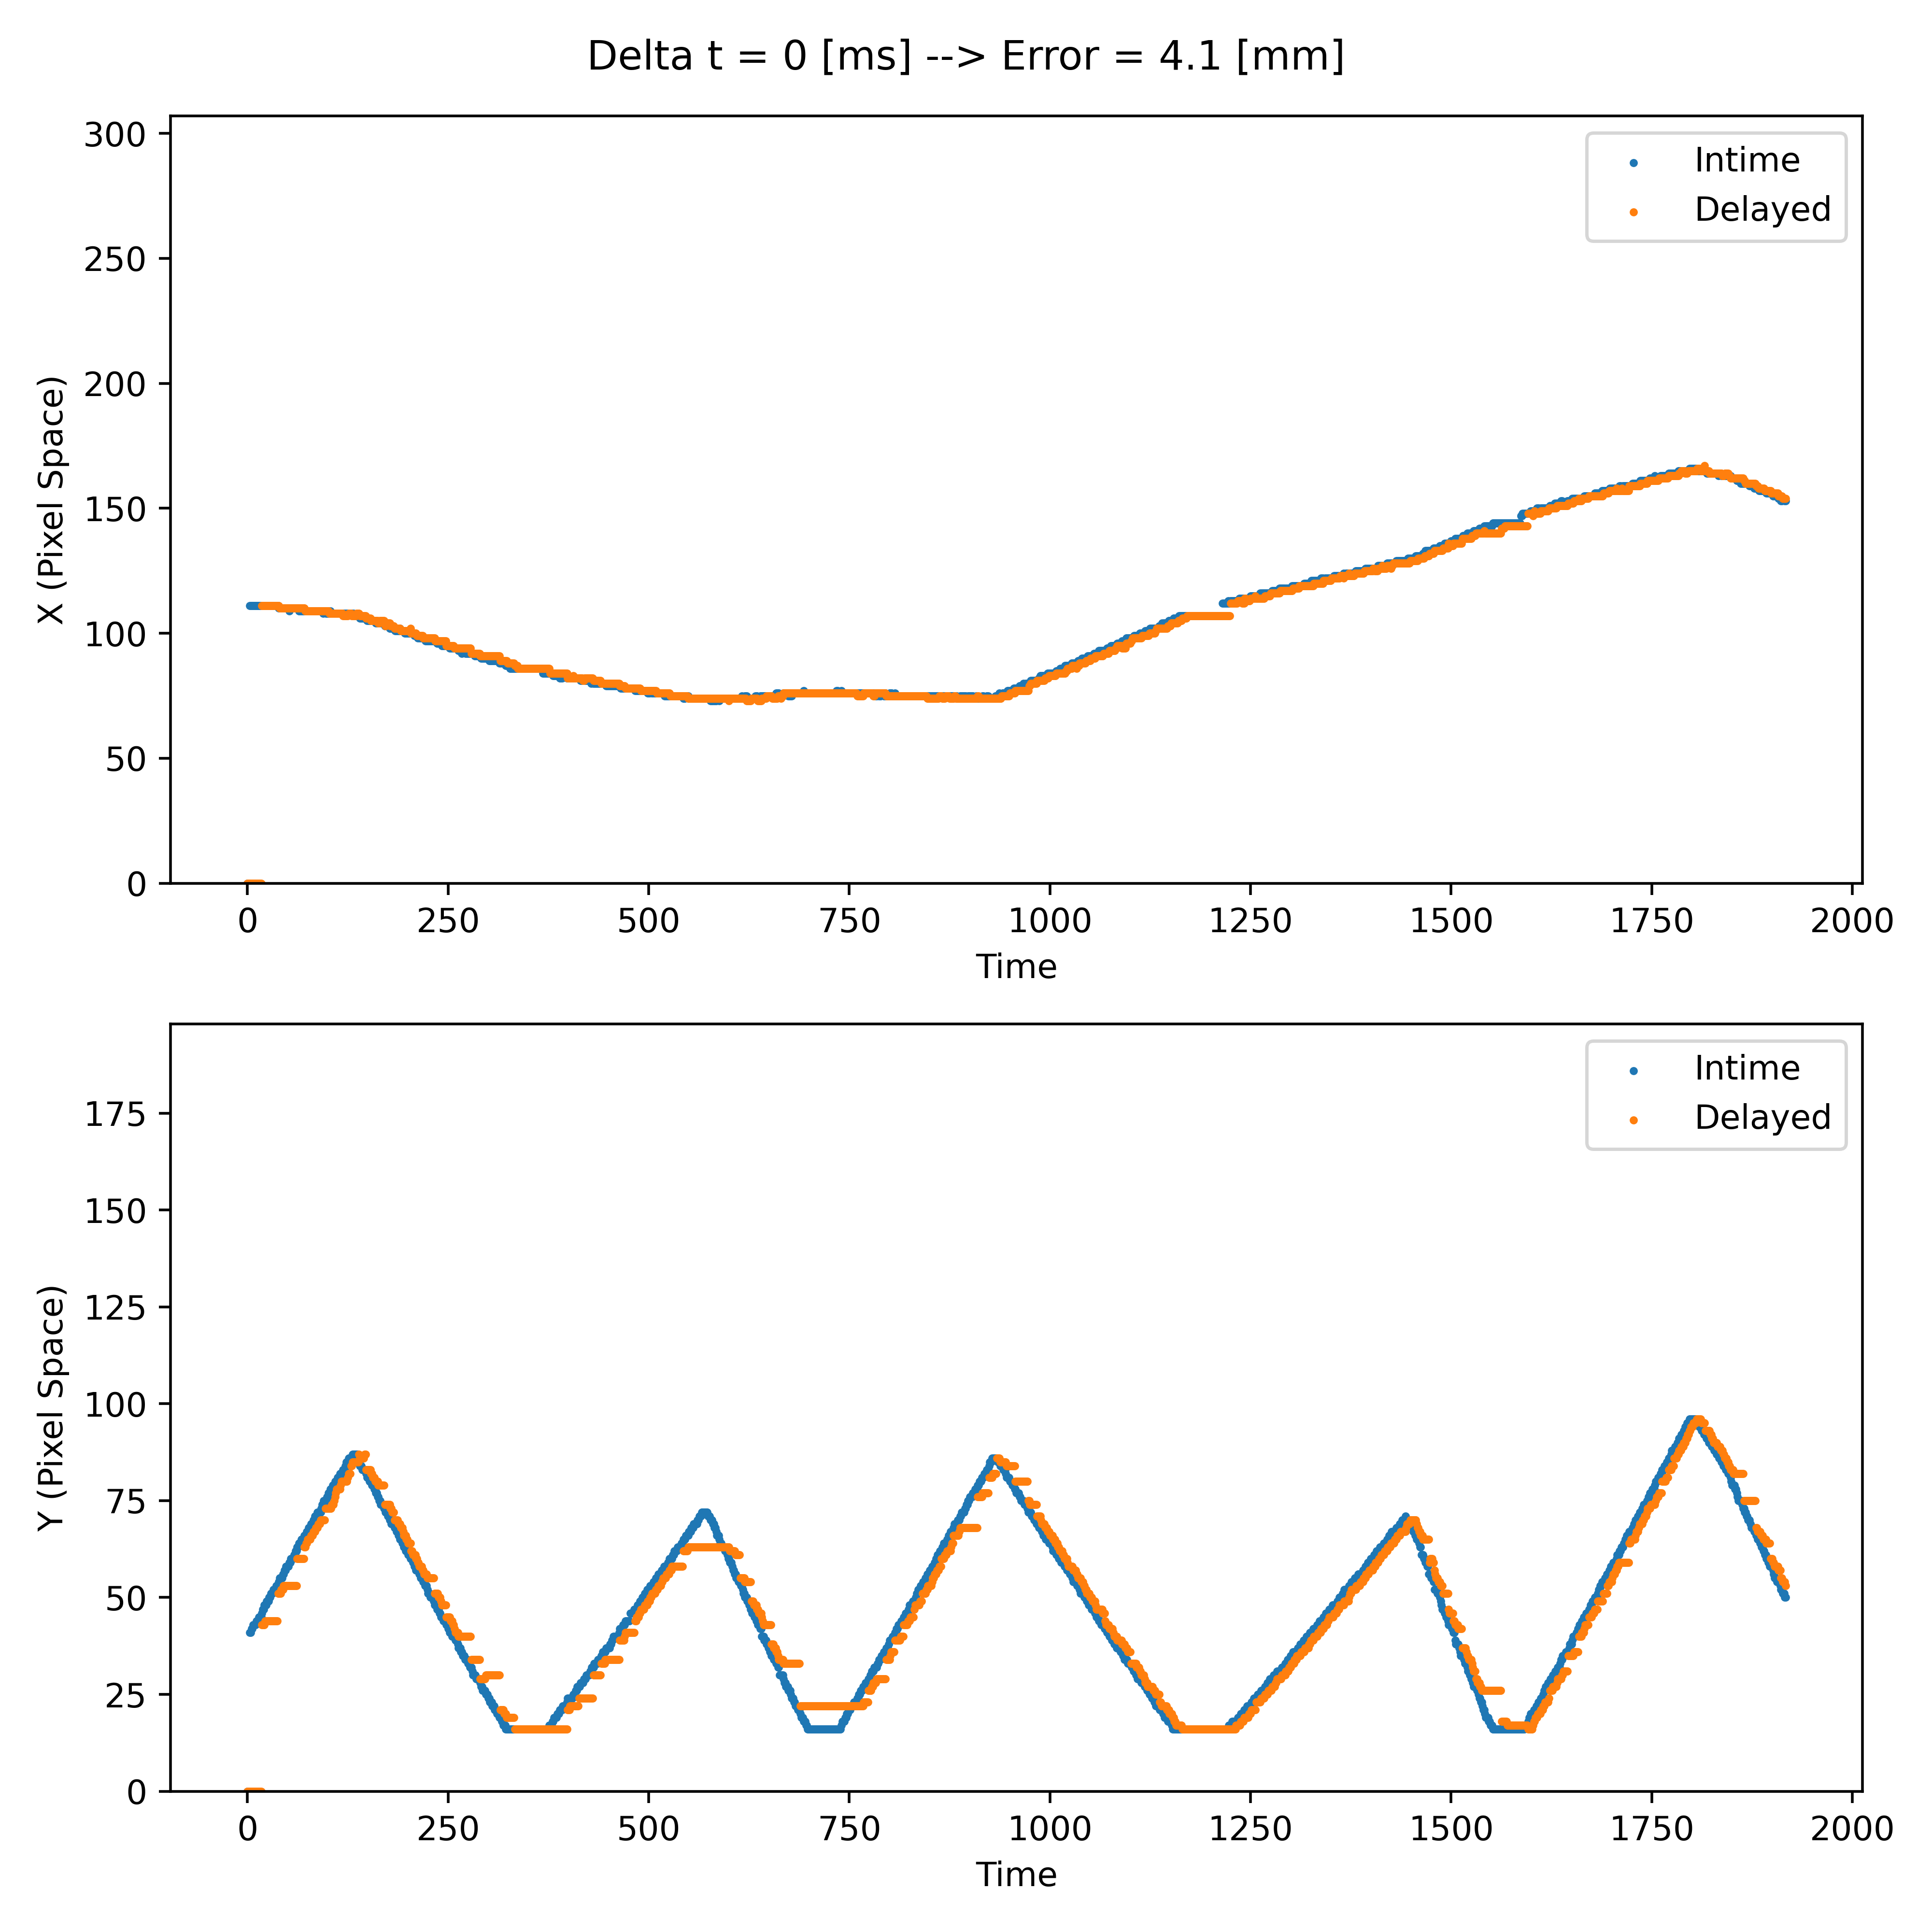 Delta t = 0 [ms] --> Error = 4.1 [mm]
300
250
200
150
100
50
0
X (Pixel Space)
Intime
Delayed
0 250 500 750 1000 1250 1500 1750 2000
Time
175
150
125
100
75
50
25
0
Y (Pixel Space)
Intime
Delayed
0 250 500 750 1000 1250 1500 1750 2000
Time